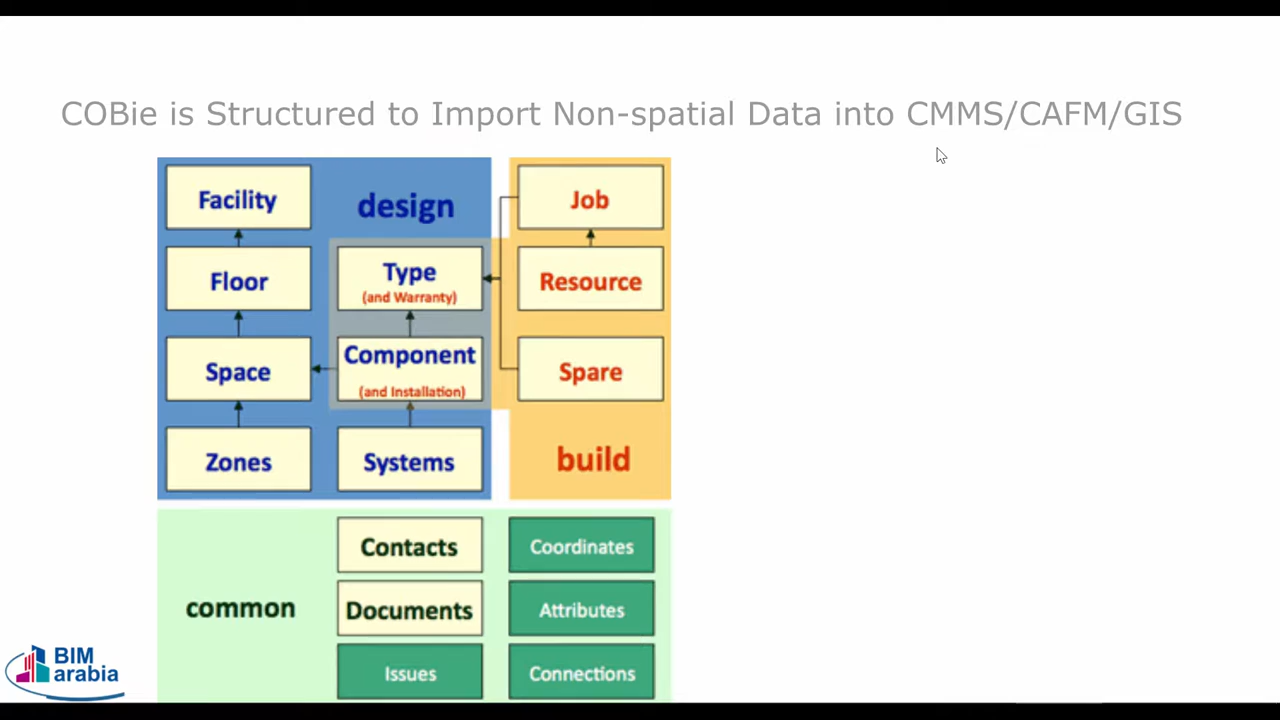 COBie is Structured to Import Non-spatial Data into CMMS/CAFM/GIS
Facility
design
Job
Floor
Type
(and Warranty)
Resource
Space
Component
(and Installation)
Spare
Zones
Systems
build
common
Contacts
Coordinates
Documents
Attributes
Issues
Connections
BIM
arabia